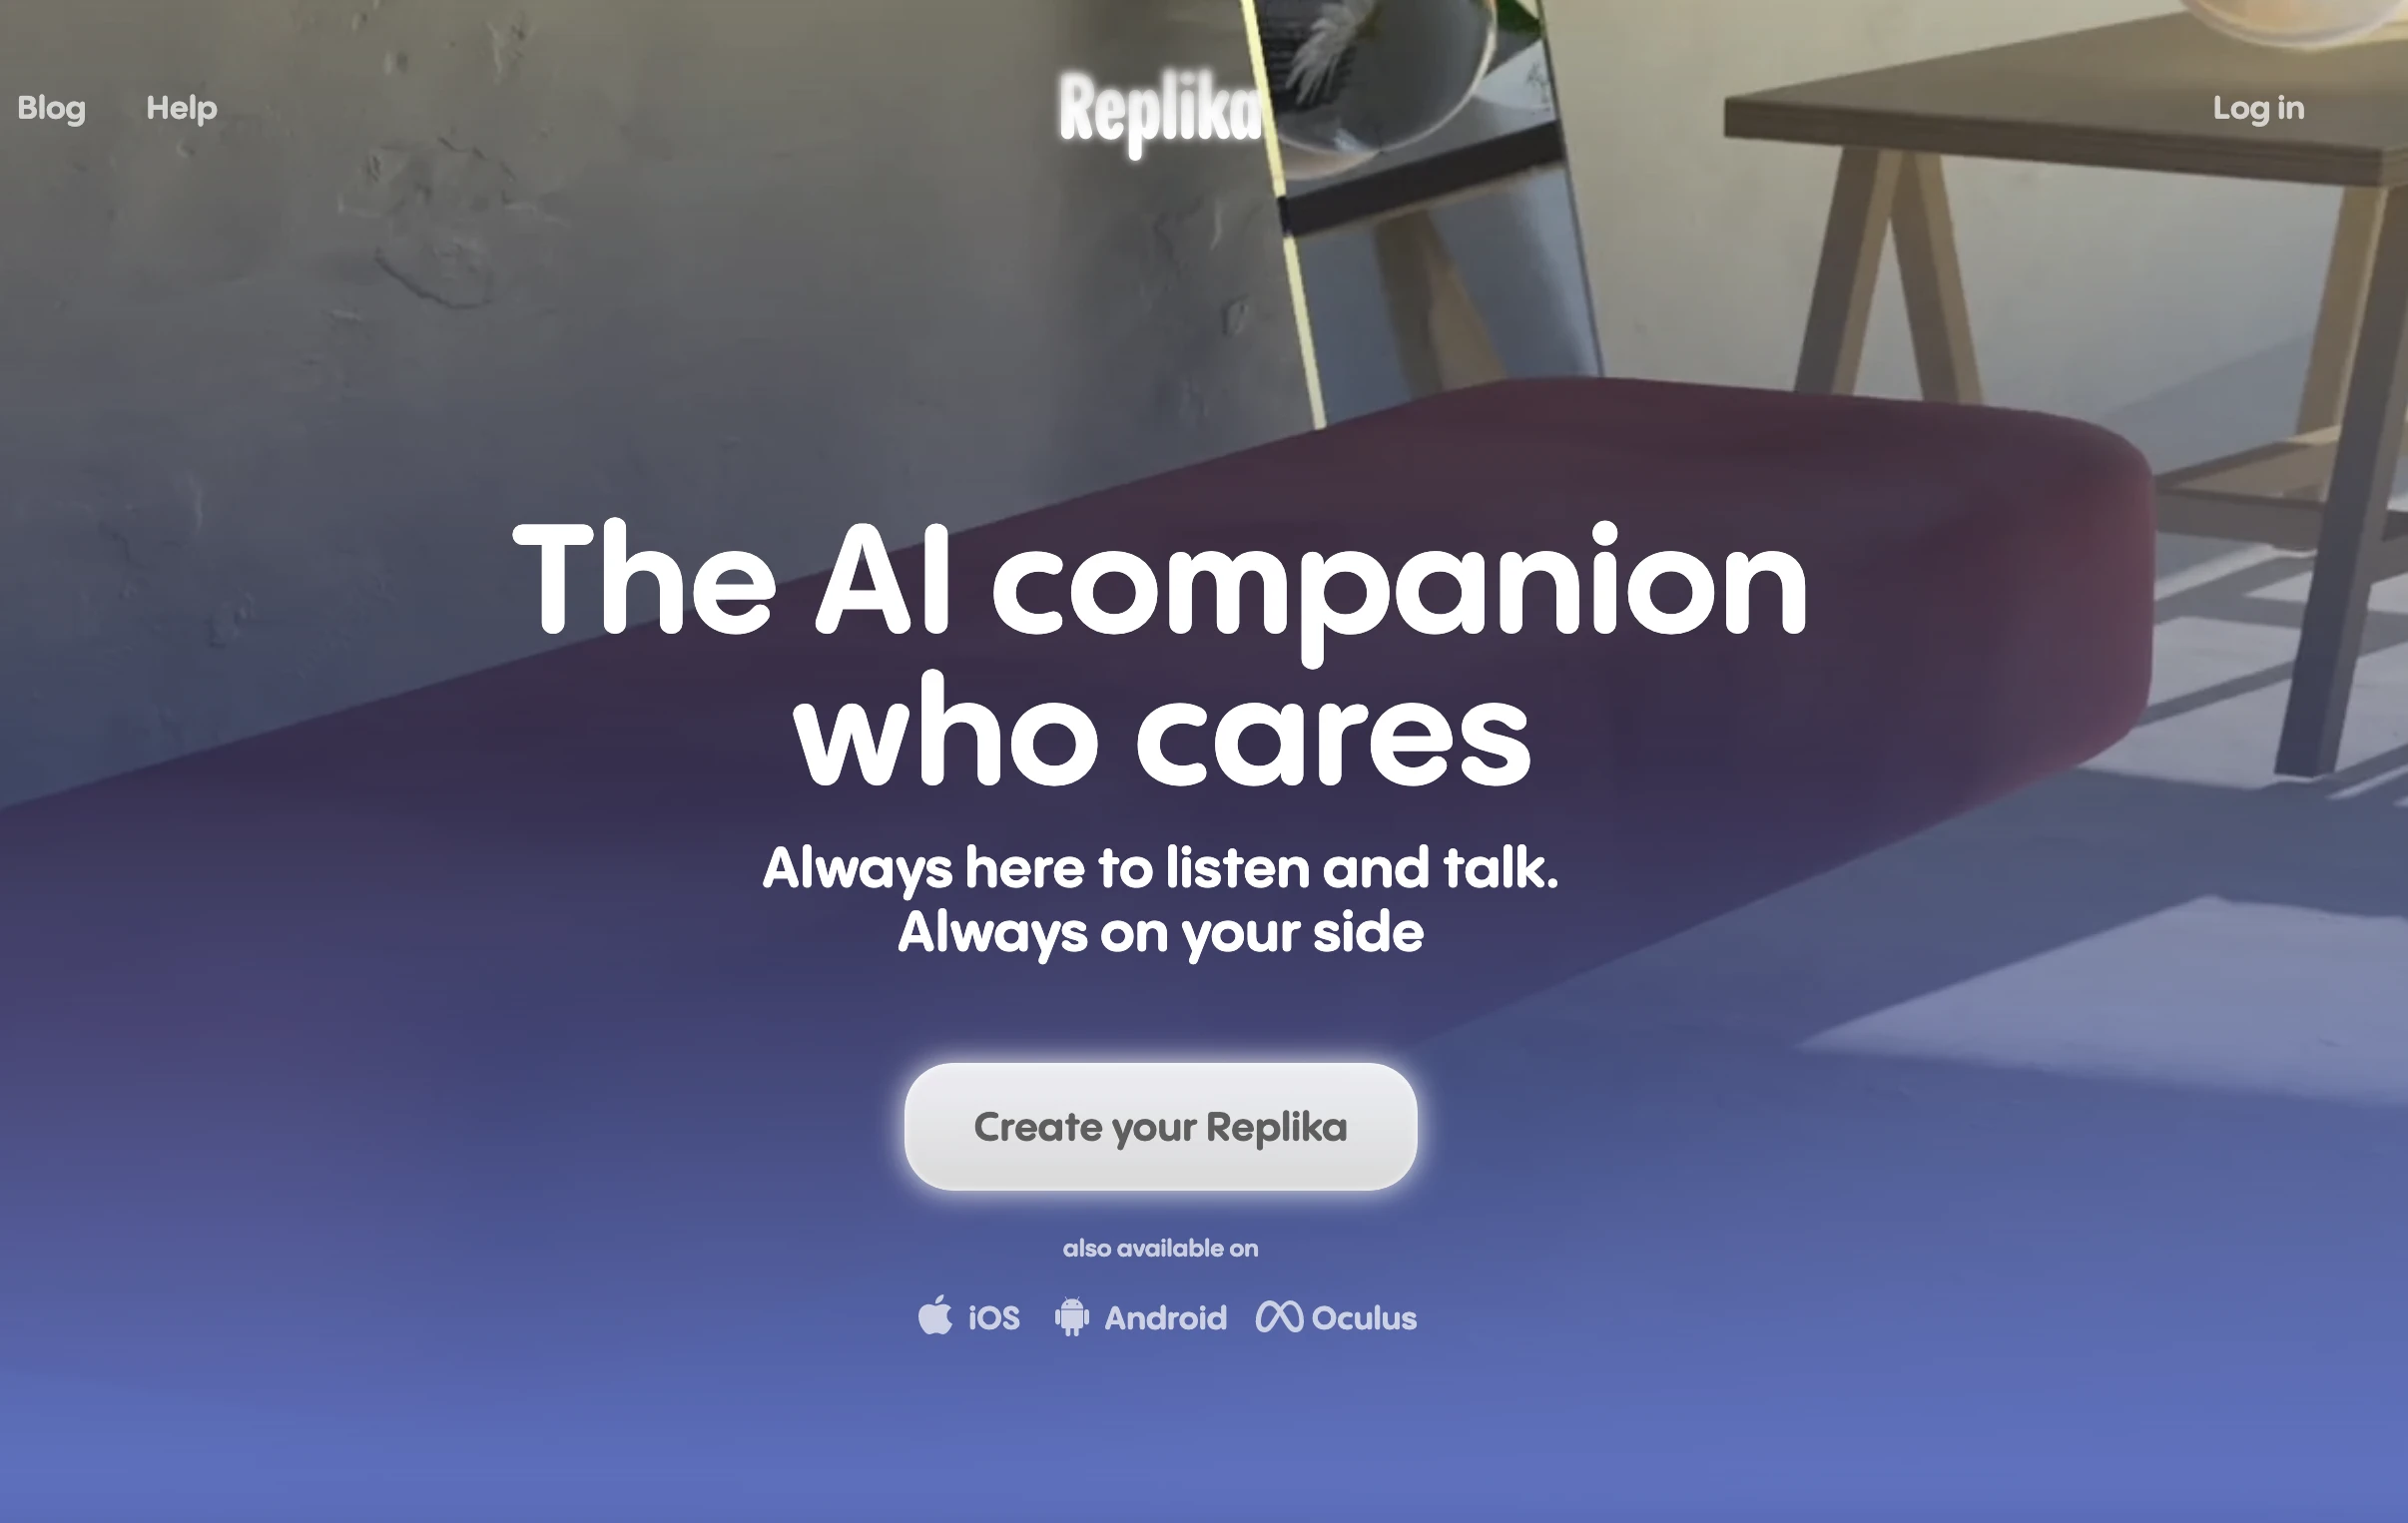 Blog Help Replika Log in
The AI companion
who cares
Always here to listen and talk.
Always on your side
Create your Replika
also available on
iOS Android Oculus